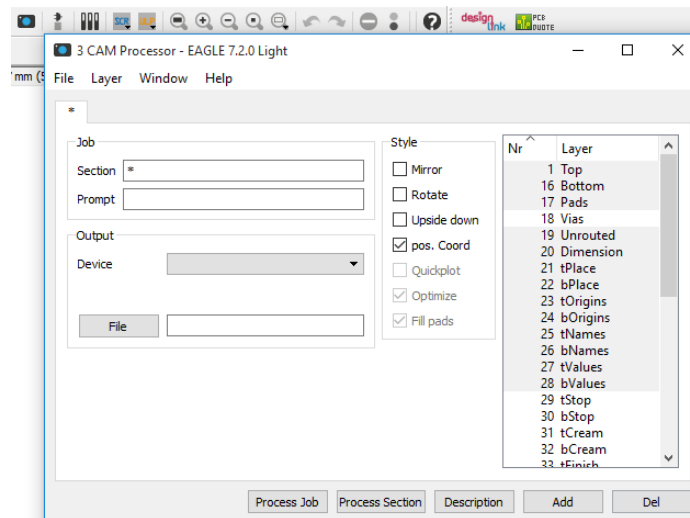 SCR
ULP
design
link
PCB
QUOTE
3 CAM Processor - EAGLE 7.2.0 Light
mm (5
File Layer Window Help
*
Job
Section *
Prompt
Output
Device
File
Style
Mirror
Rotate
Upside down
pos. Coord
Quickplot
Optimize
Fill pads
Nr Layer
1 Top
16 Bottom
17 Pads
18 Vias
19 Unrouted
20 Dimension
21 tPlace
22 bPlace
23 tOrigins
24 bOrigins
25 tNames
26 bNames
27 tValues
28 bValues
29 tStop
30 bStop
31 tCream
32 bCream
33 tFinish
Process Job Process Section Description Add Del